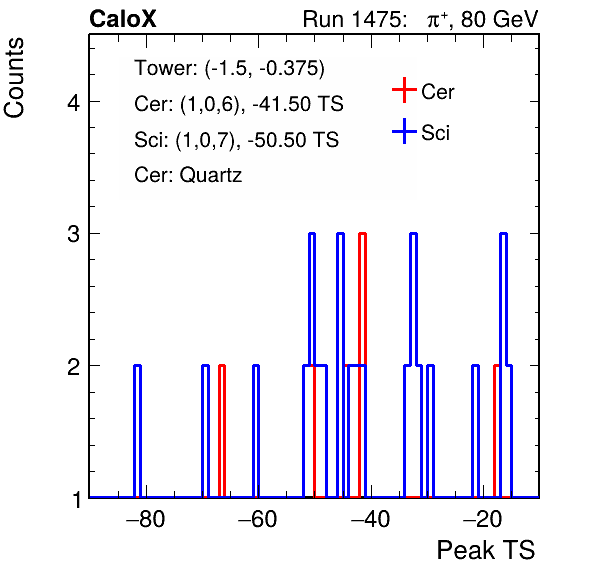 CaloX Run 1475: π⁺, 80 GeV
Counts
Tower: (-1.5, -0.375)
Cer: (1,0,6), -41.50 TS
Sci: (1,0,7), -50.50 TS
Cer: Quartz
Cer
Sci
4
3
2
1
−80 −60 −40 −20
Peak TS